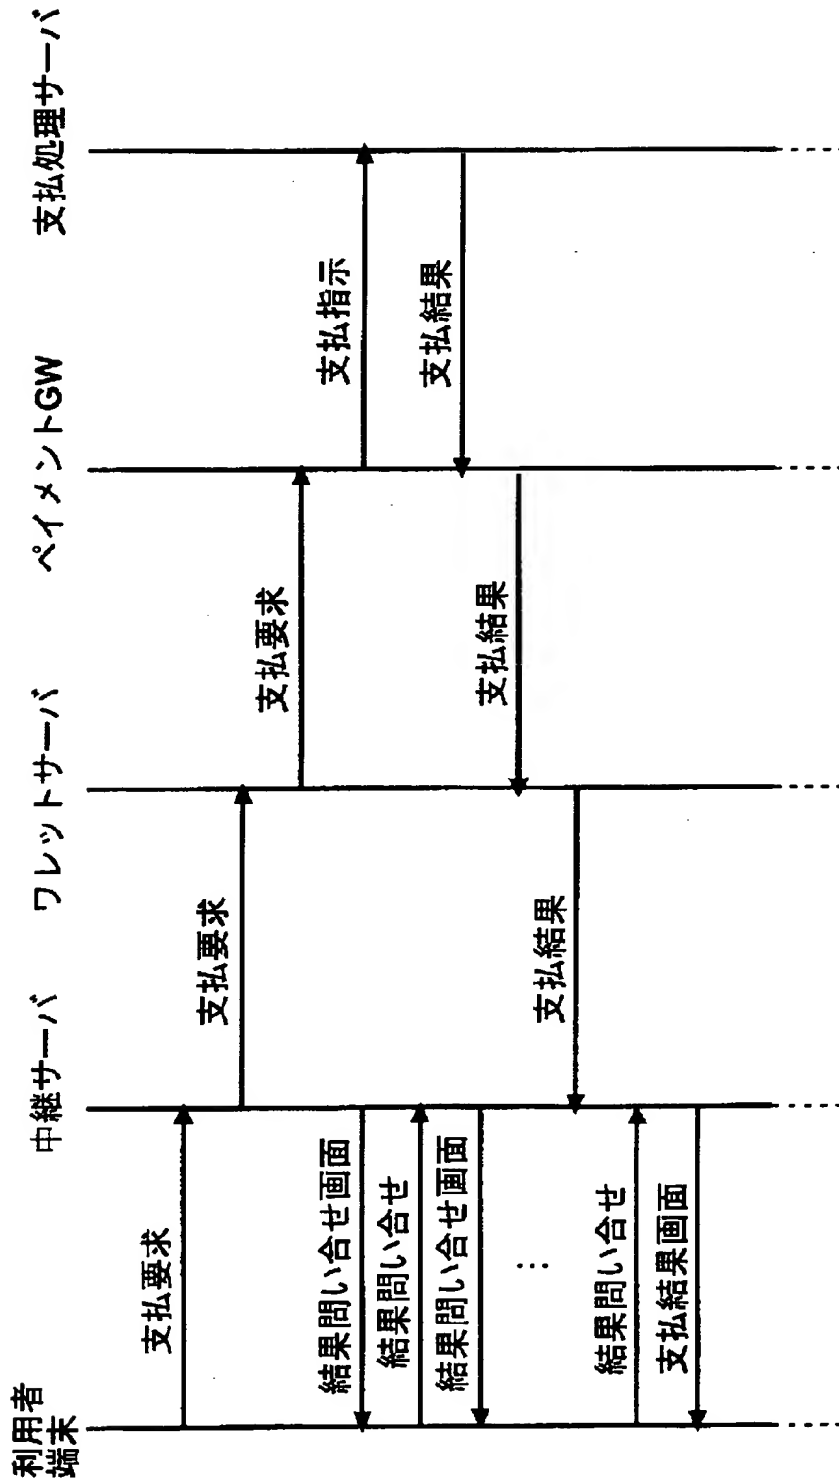 利用者
端末
中継サーバ
ワレットサーバ
ペイメントGW
支払処理サーバ
支払要求
支払要求
支払要求
支払指示
結果問い合せ画面
結果問い合せ
支払結果
結果問い合せ画面
支払結果
…
支払結果
結果問い合せ
支払結果画面